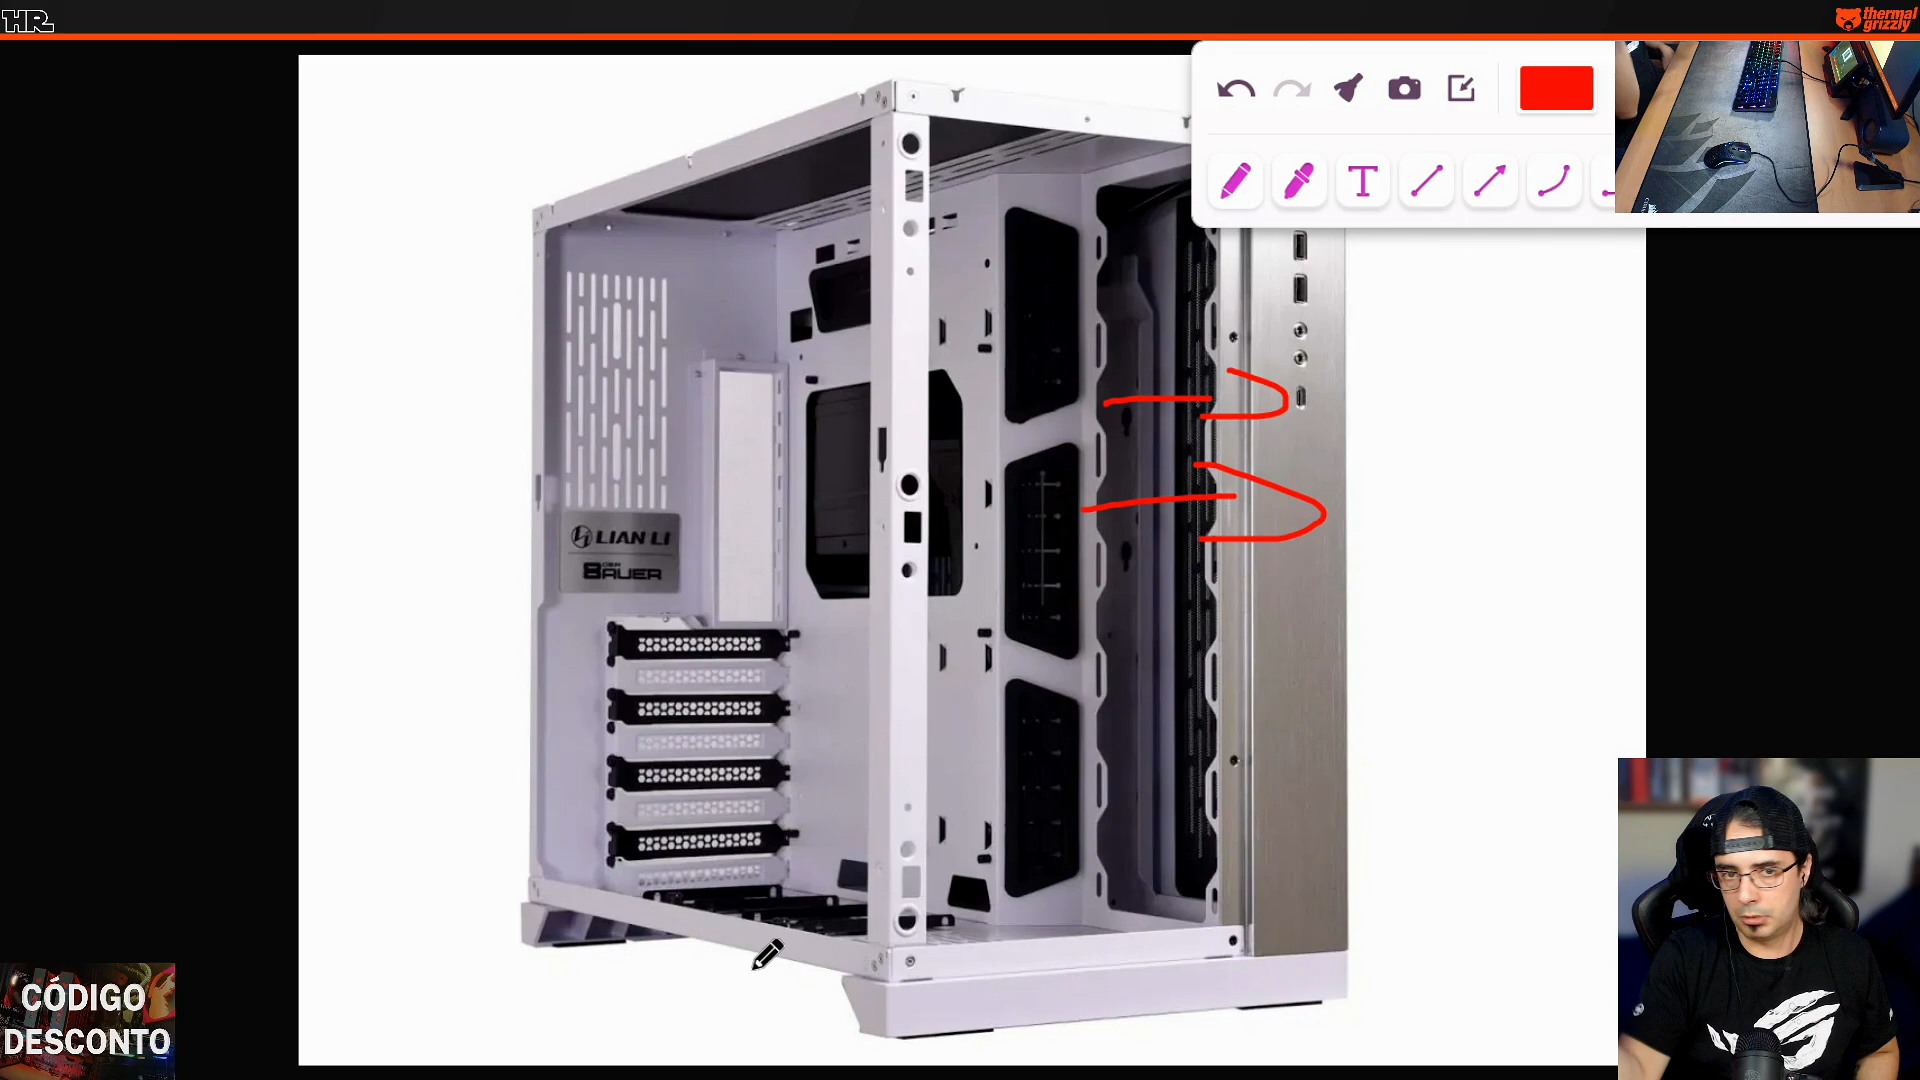 HR
thermal
grizzly
T
LIAN LI
DER
8AUER
CÓDIGO
DESCONTO